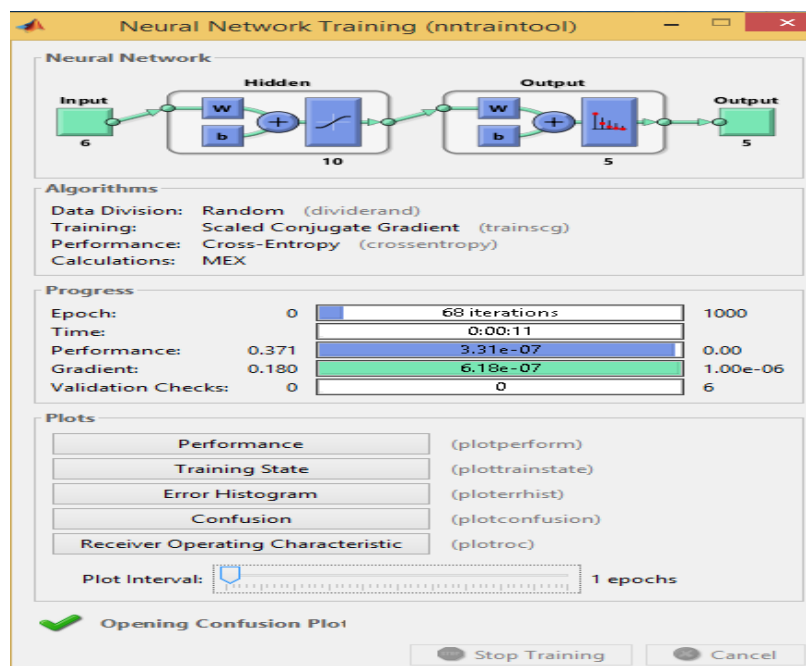 Neural Network Training (nntraintool)
Neural Network
Hidden Output
Input W b + W b + Output
6 10 5 5
Algorithms
Data Division: Random (dividerand)
Training: Scaled Conjugate Gradient (trainscg)
Performance: Cross-Entropy (crossentropy)
Calculations: MEX
Progress
Epoch: 0 68 iterations 1000
Time: 0:00:11
Performance: 0.371 3.31e-07 0.00
Gradient: 0.180 6.18e-07 1.00e-06
Validation Checks: 0 0 6
Plots
Performance (plotperform)
Training State (plottrainstate)
Error Histogram (ploterrhist)
Confusion (plotconfusion)
Receiver Operating Characteristic (plotroc)
Plot Interval: 1 epochs
Opening Confusion Plot
Stop Training Cancel